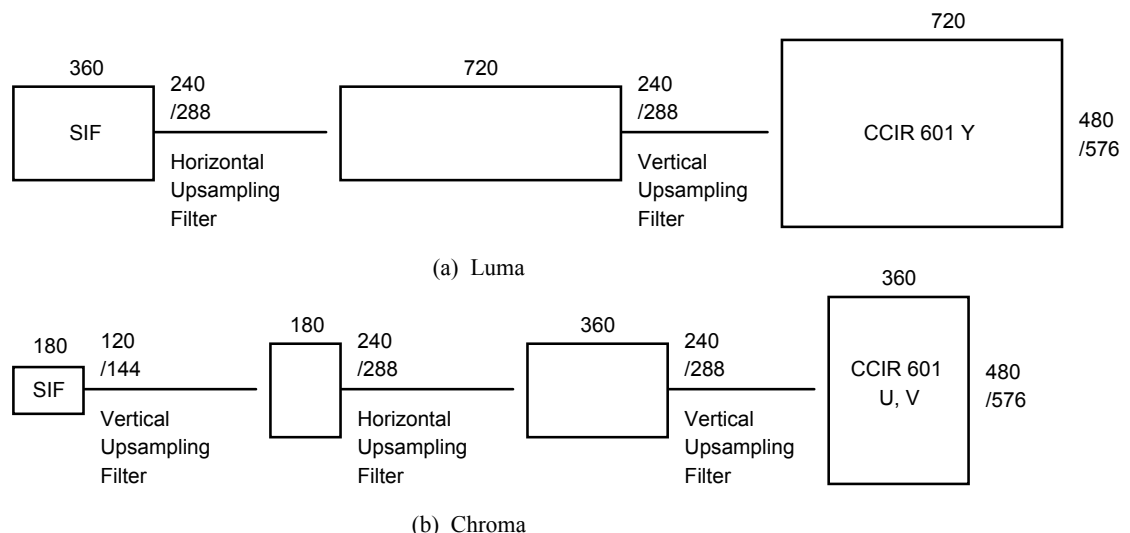 360
240
/288
SIF
Horizontal
Upsampling
Filter
720
240
/288
Vertical
Upsampling
Filter
720
CCIR 601 Y
480
/576
(a) Luma
180
120
/144
SIF
Vertical
Upsampling
Filter
180
240
/288
Horizontal
Upsampling
Filter
360
240
/288
Vertical
Upsampling
Filter
360
CCIR 601
U, V
480
/576
(b) Chroma